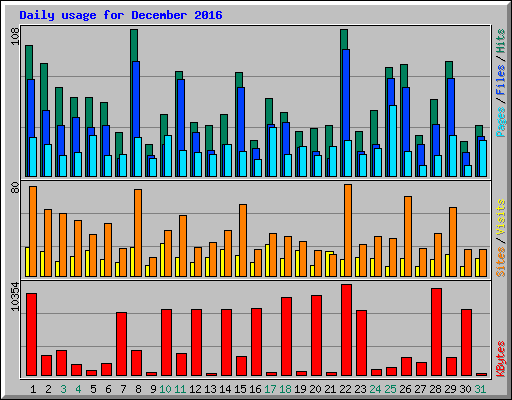 Daily usage for December 2016
108
Pages / Files / Hits
80
Sites / Visits
10354
KBytes
1 2 3 4 5 6 7 8 9 10 11 12 13 14 15 16 17 18 19 20 21 22 23 24 25 26 27 28 29 30 31